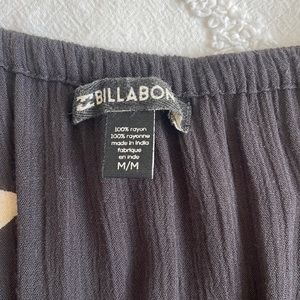 BILLABON
100% rayon
100% rayonne
made in India
fabriqué
en inde
M/M